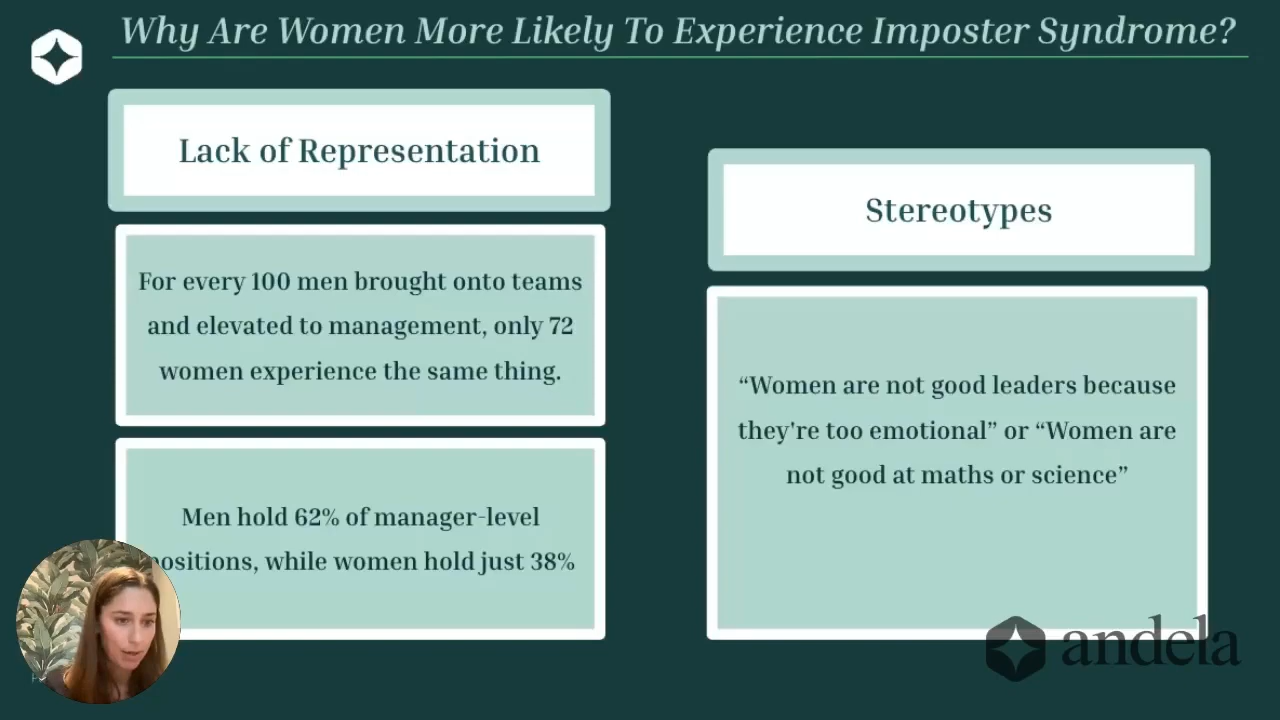 Why Are Women More Likely To Experience Imposter Syndrome?
Lack of Representation
For every 100 men brought onto teams
and elevated to management, only 72
women experience the same thing.
Men hold 62% of manager-level
positions, while women hold just 38%
Stereotypes
“Women are not good leaders because
they're too emotional” or “Women are
not good at maths or science”
andela